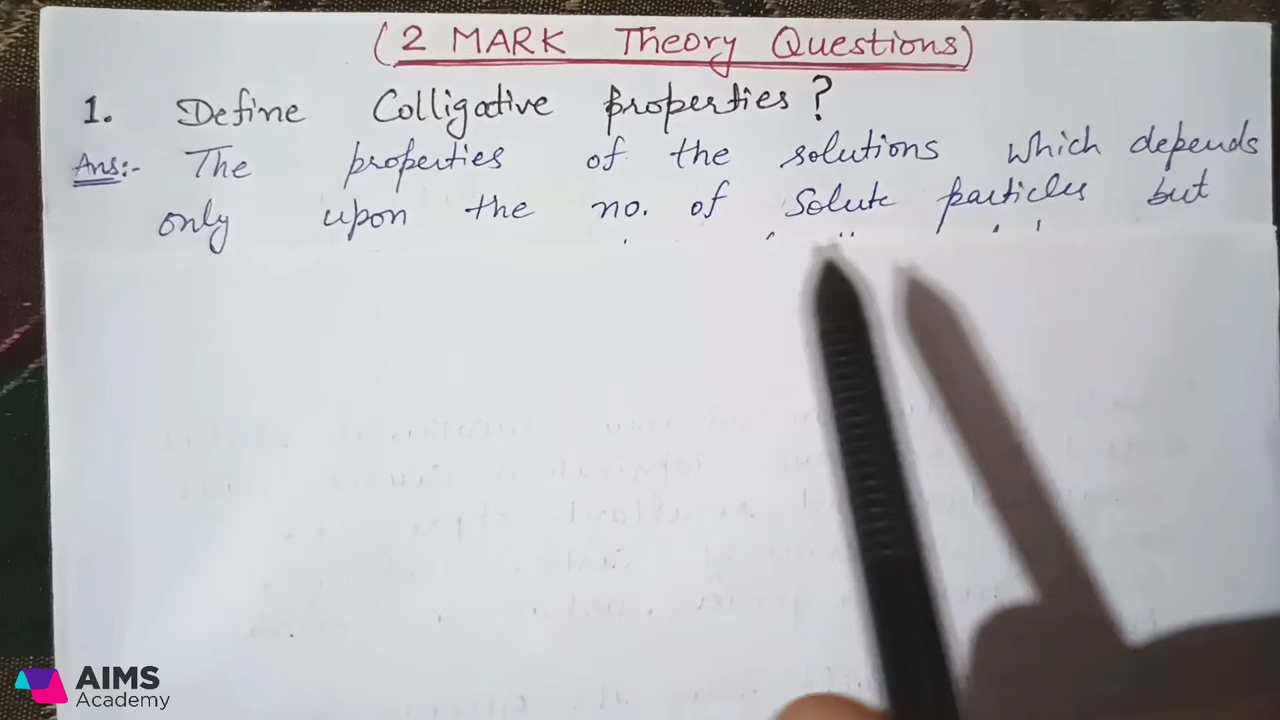 (2 MARK Theory Questions)
1. Define Colligative properties?
Ans:- The properties of the solutions which depends
only upon the no. of Solute particles but
AIMS
Academy